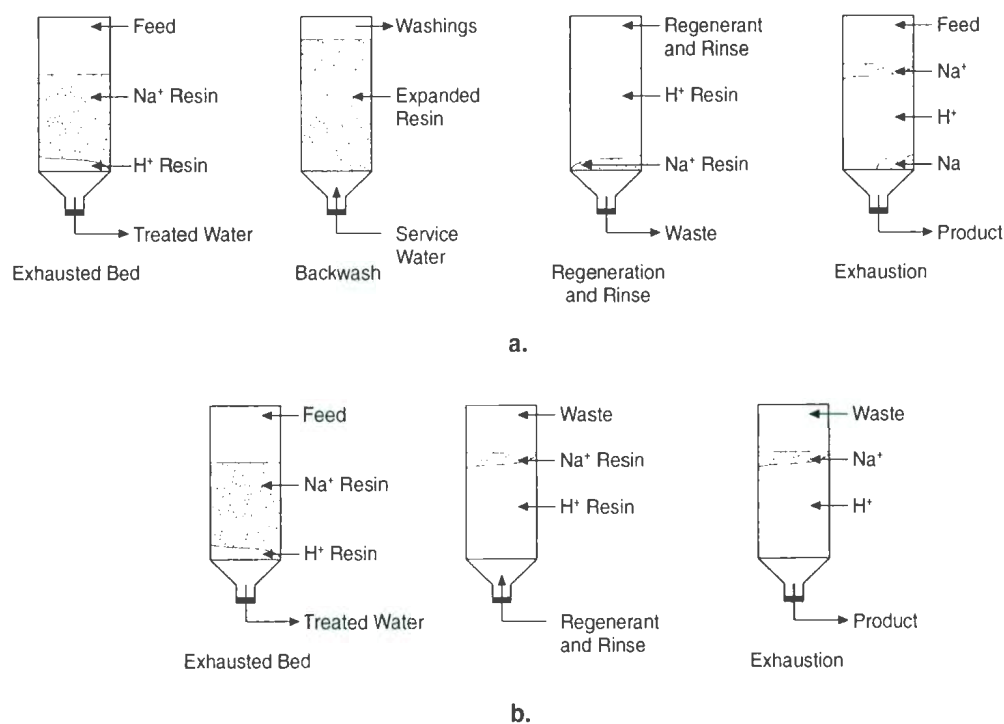 Feed
Na⁺ Resin
H⁺ Resin
Treated Water
Exhausted Bed
Washings
Expanded
Resin
Service
Water
Backwash
Regenerant
and Rinse
H⁺ Resin
Na⁺ Resin
Waste
Regeneration
and Rinse
Feed
Na⁺
H⁺
Na
Product
Exhaustion
a.
Feed
Na⁺ Resin
H⁺ Resin
Treated Water
Exhausted Bed
Waste
Na⁺ Resin
H⁺ Resin
Regenerant
and Rinse
Waste
Na⁺
H⁺
Product
Exhaustion
b.